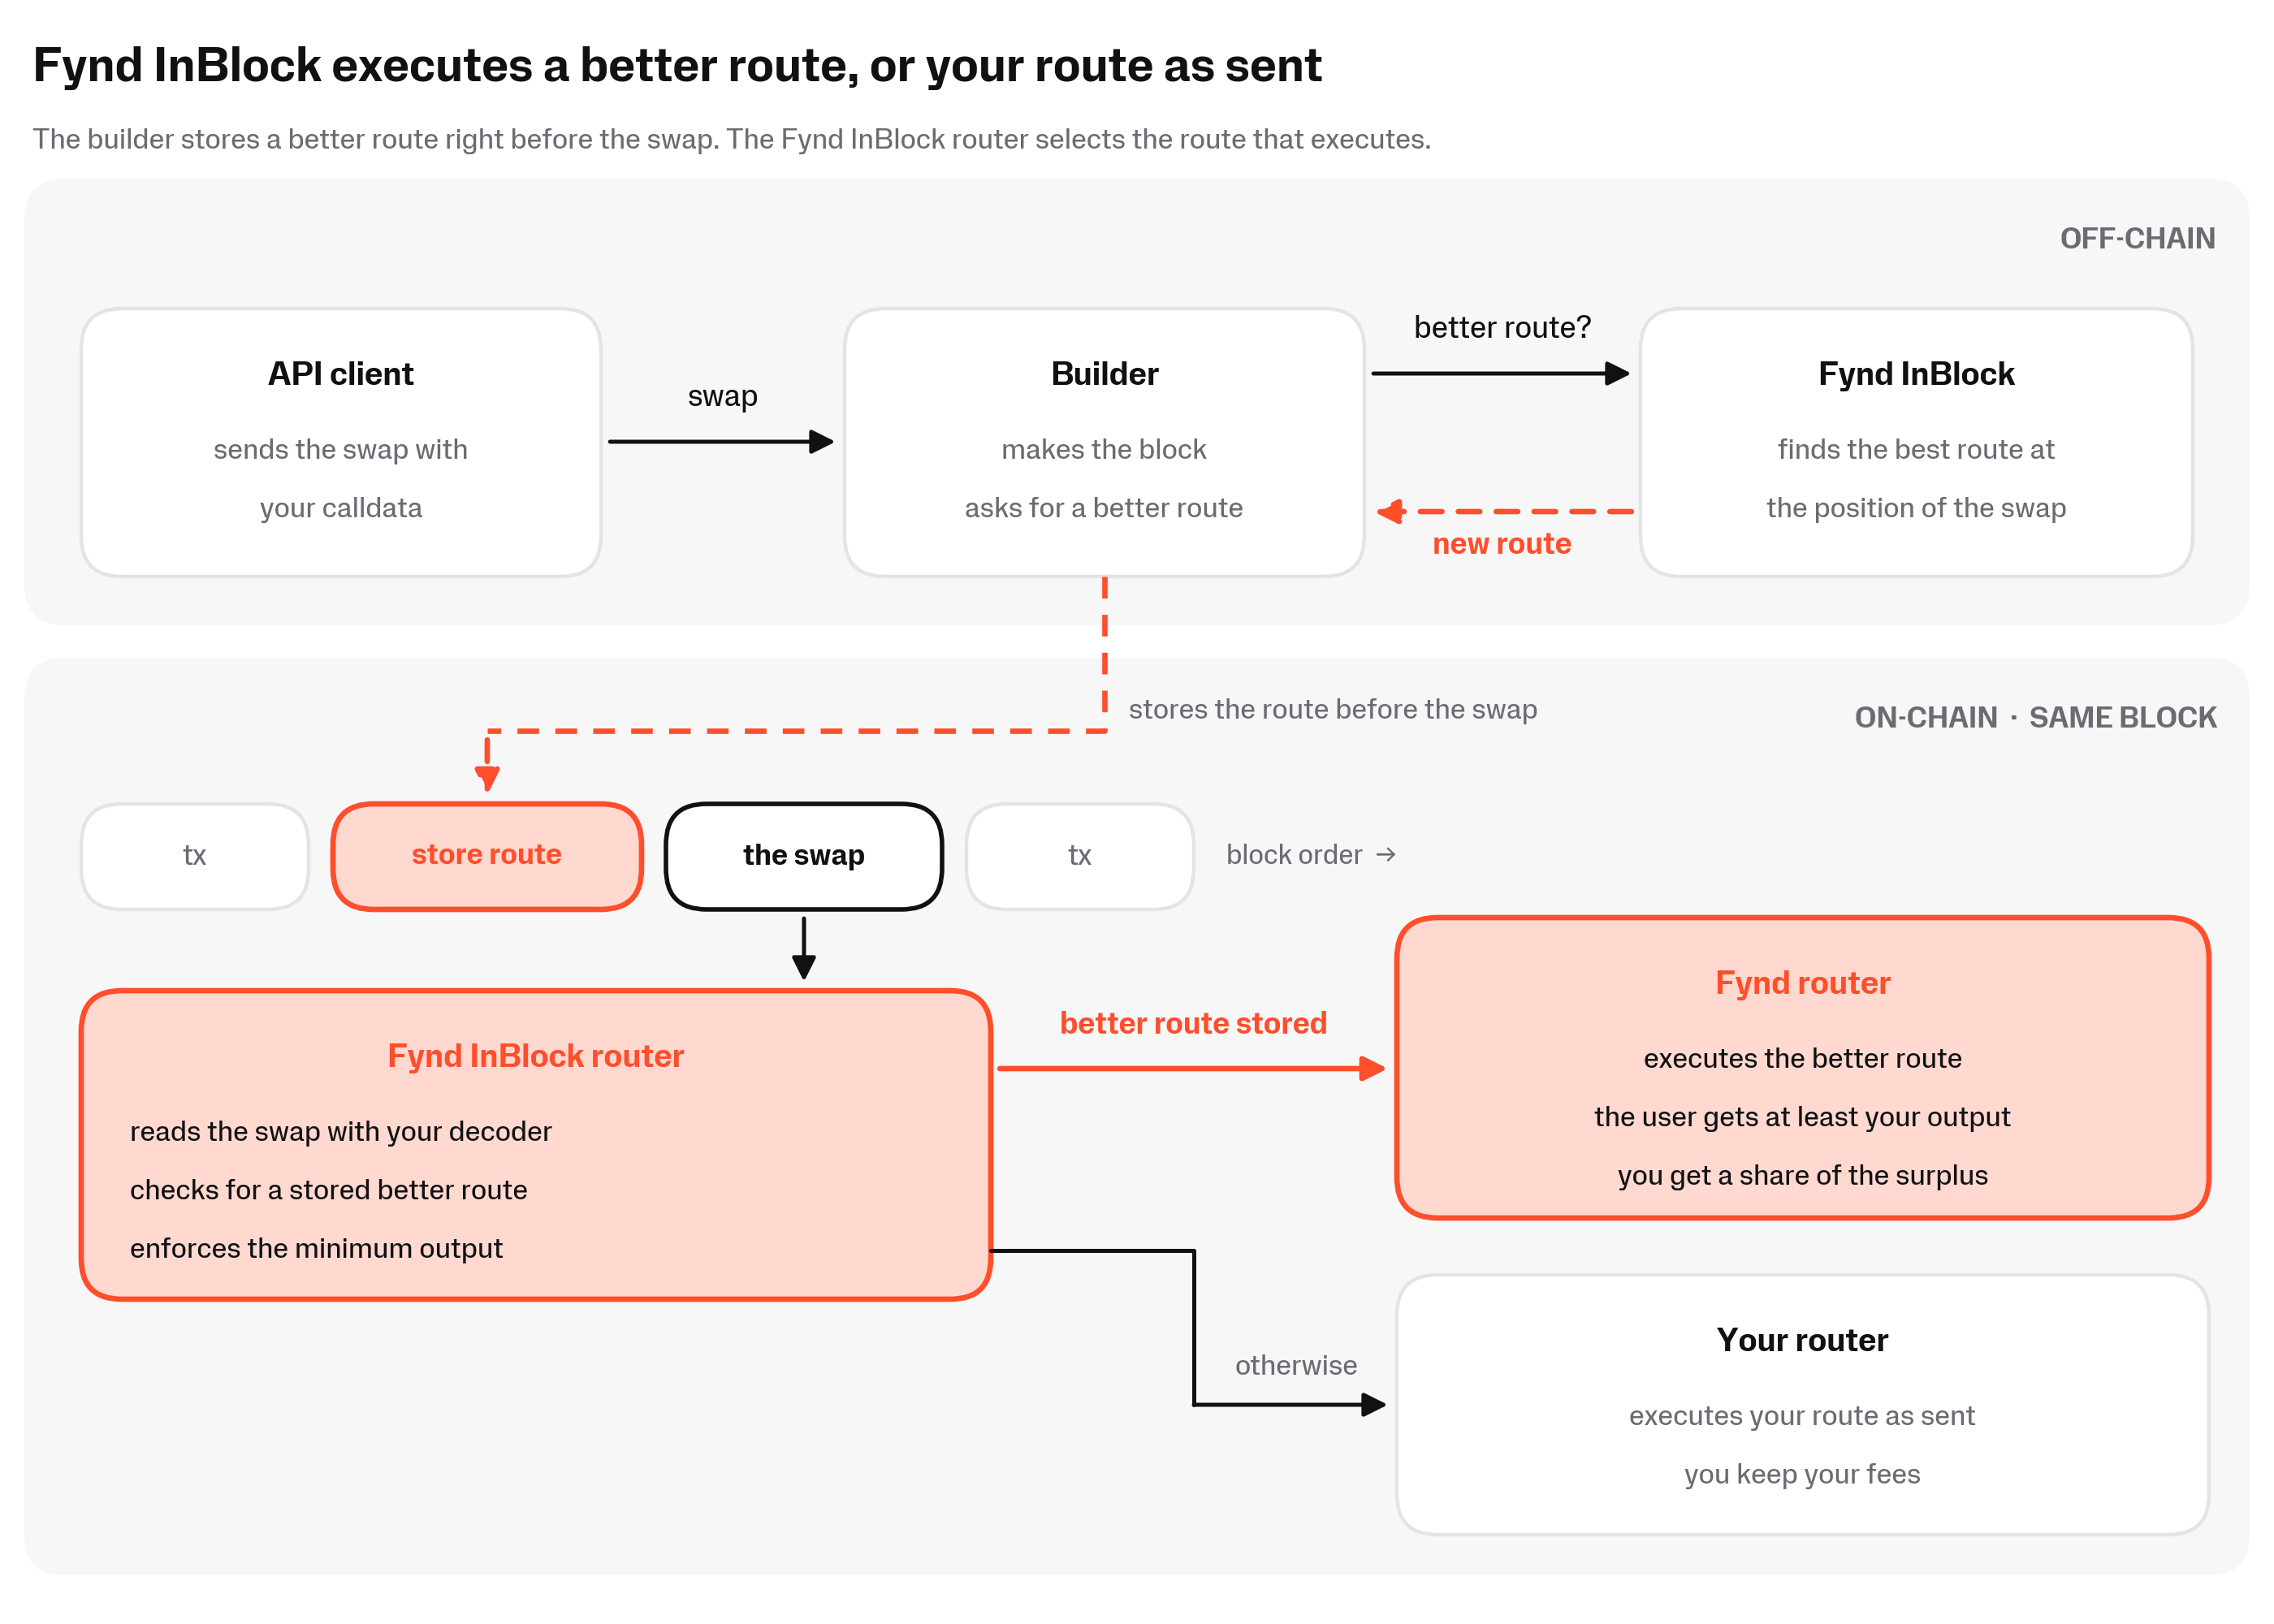 Fynd InBlock executes a better route, or your route as sent
The builder stores a better route right before the swap. The Fynd InBlock router selects the route that executes.
OFF-CHAIN
API client
sends the swap with
your calldata
swap
Builder
makes the block
asks for a better route
better route?
new route
Fynd InBlock
finds the best route at
the position of the swap
stores the route before the swap
ON-CHAIN · SAME BLOCK
tx
store route
the swap
tx
block order →
Fynd InBlock router
reads the swap with your decoder
checks for a stored better route
enforces the minimum output
better route stored
Fynd router
executes the better route
the user gets at least your output
you get a share of the surplus
otherwise
Your router
executes your route as sent
you keep your fees